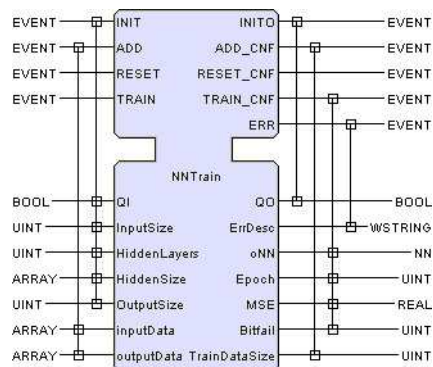 EVENT INIT INITO EVENT
EVENT ADD ADD_CNF EVENT
EVENT RESET RESET_CNF EVENT
EVENT TRAIN TRAIN_CNF EVENT
ERR EVENT
NNTrain
BOOL QI QO BOOL
UINT InputSize ErrDesc WSTRING
UINT HiddenLayers oNN NN
ARRAY HiddenSize Epoch UINT
UINT OutputSize MSE REAL
ARRAY inputData Bitfail UINT
ARRAY outputData TrainDataSize UINT